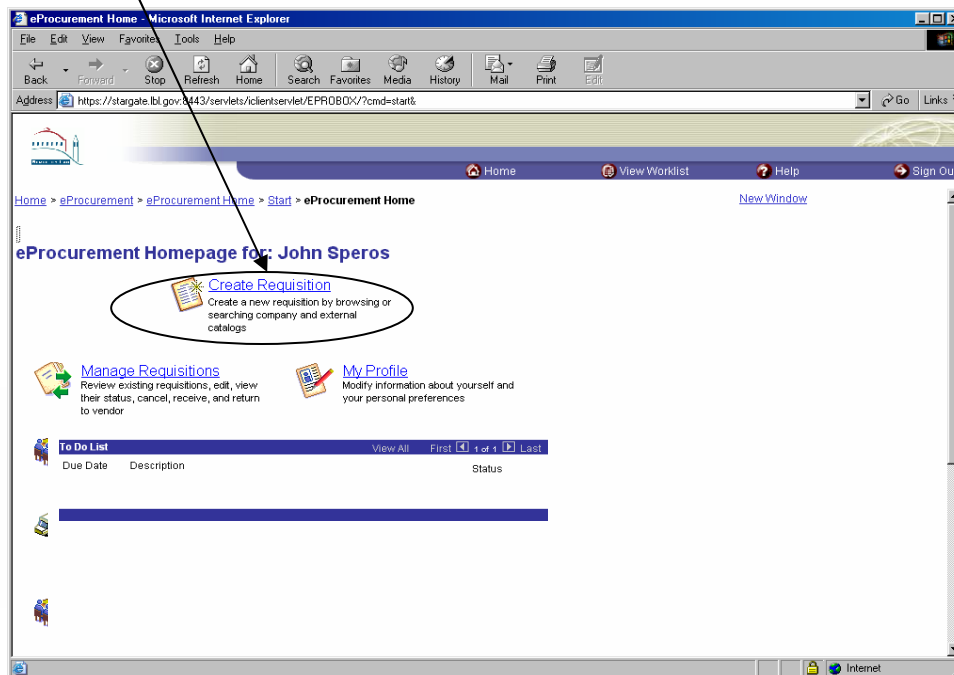 eProcurement Home - Microsoft Internet Explorer
File Edit View Favorites Tools Help
Back Forward Stop Refresh Home Search Favorites Media History Mail Print Edit
Address https://stargate.lbl.gov:8443/servlets/iclientservlet/EPROBOX/?cmd=start& Go Links
Home View Worklist Help Sign Ou
Home > eProcurement > eProcurement Home > Start > eProcurement Home New Window
eProcurement Homepage for: John Speros
Create Requisition
Create a new requisition by browsing or
searching company and external
catalogs
Manage Requisitions
Review existing requisitions, edit, view
their status, cancel, receive, and return
to vendor
My Profile
Modify information about yourself and
your personal preferences
To Do List View All First 1 of 1 Last
Due Date Description Status
Internet